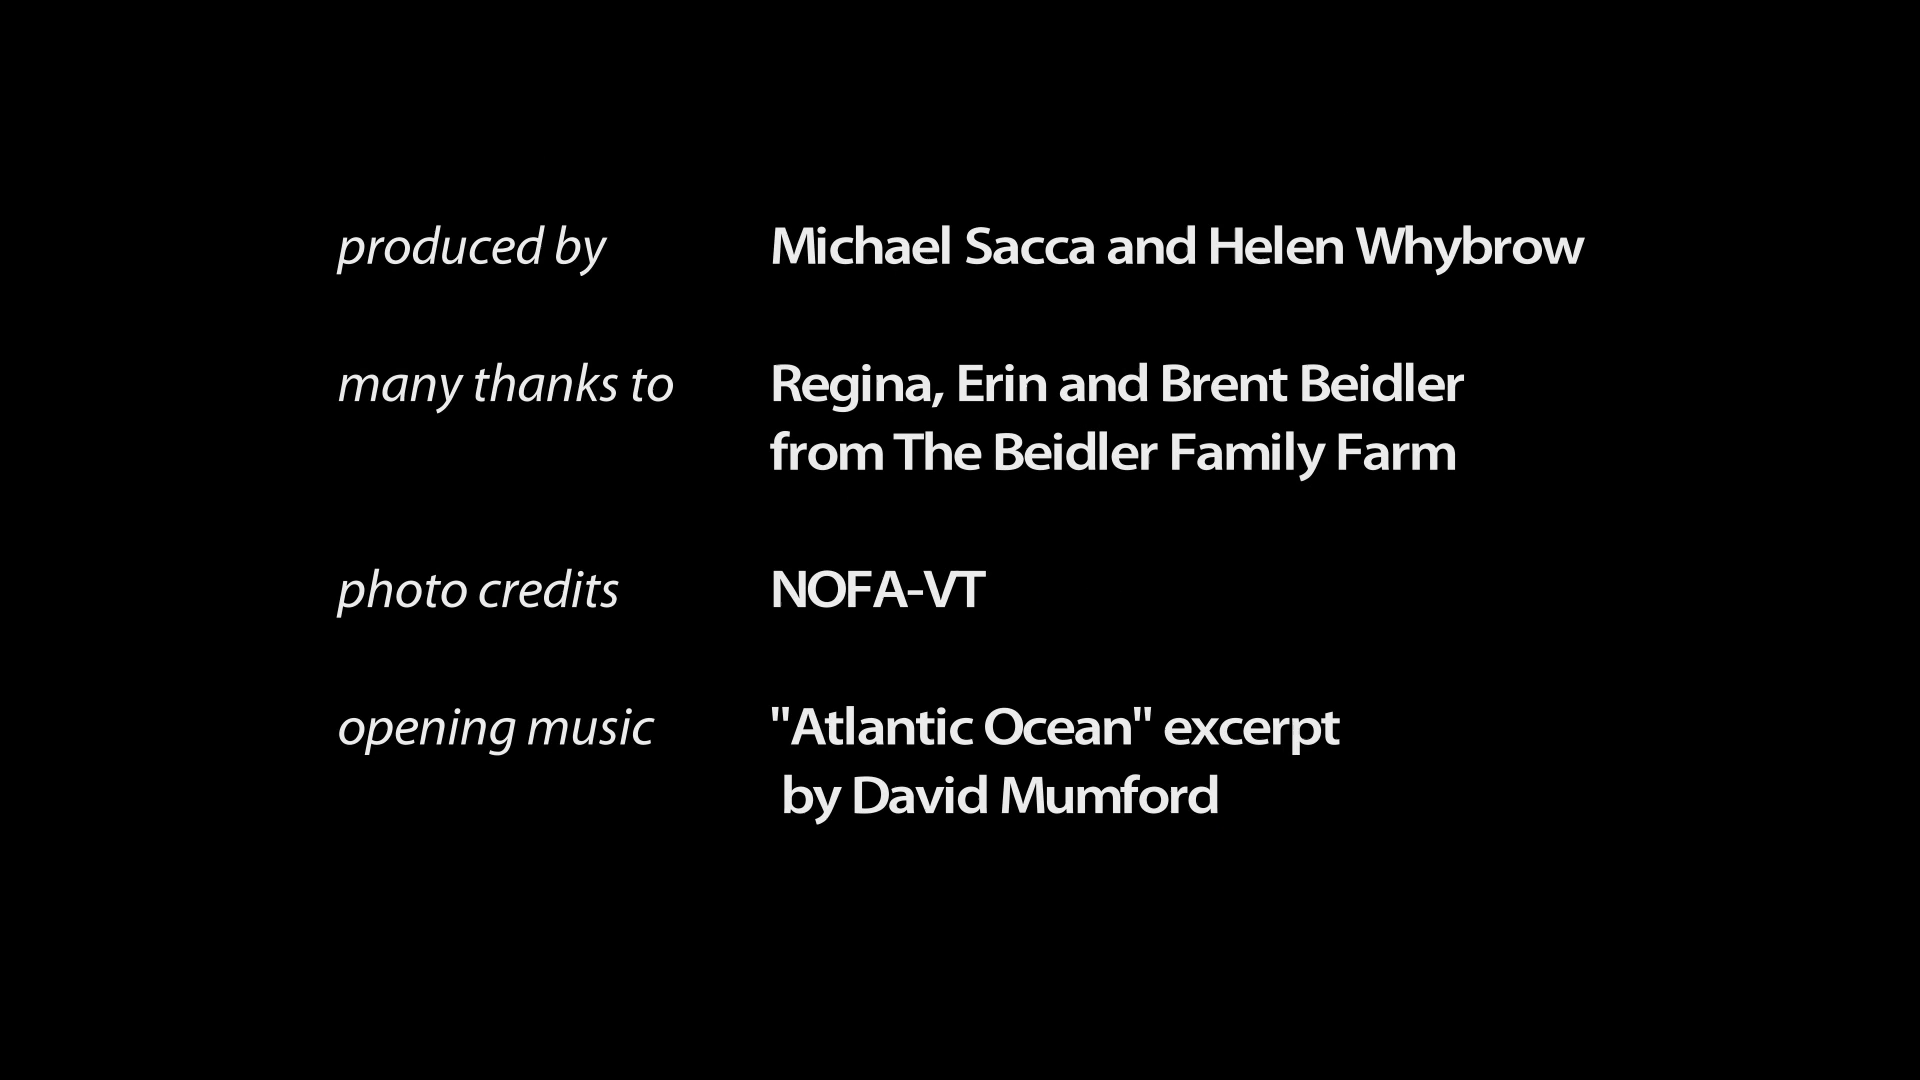 produced by Michael Sacca and Helen Whybrow
many thanks to Regina, Erin and Brent Beidler
from The Beidler Family Farm
photo credits NOFA-VT
opening music "Atlantic Ocean" excerpt
by David Mumford